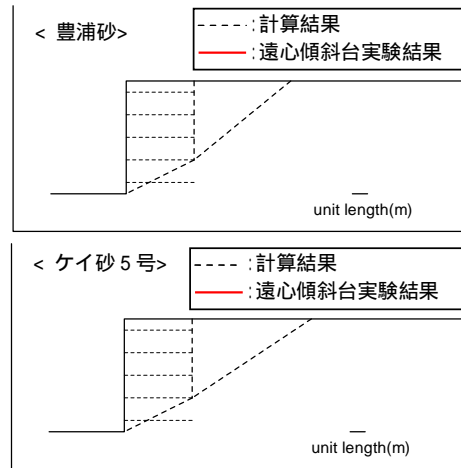 < 豊浦砂>
-----:計算結果
——:遠心傾斜台実験結果
unit length(m)
< ケイ砂5号>
-----:計算結果
——:遠心傾斜台実験結果
unit length(m)